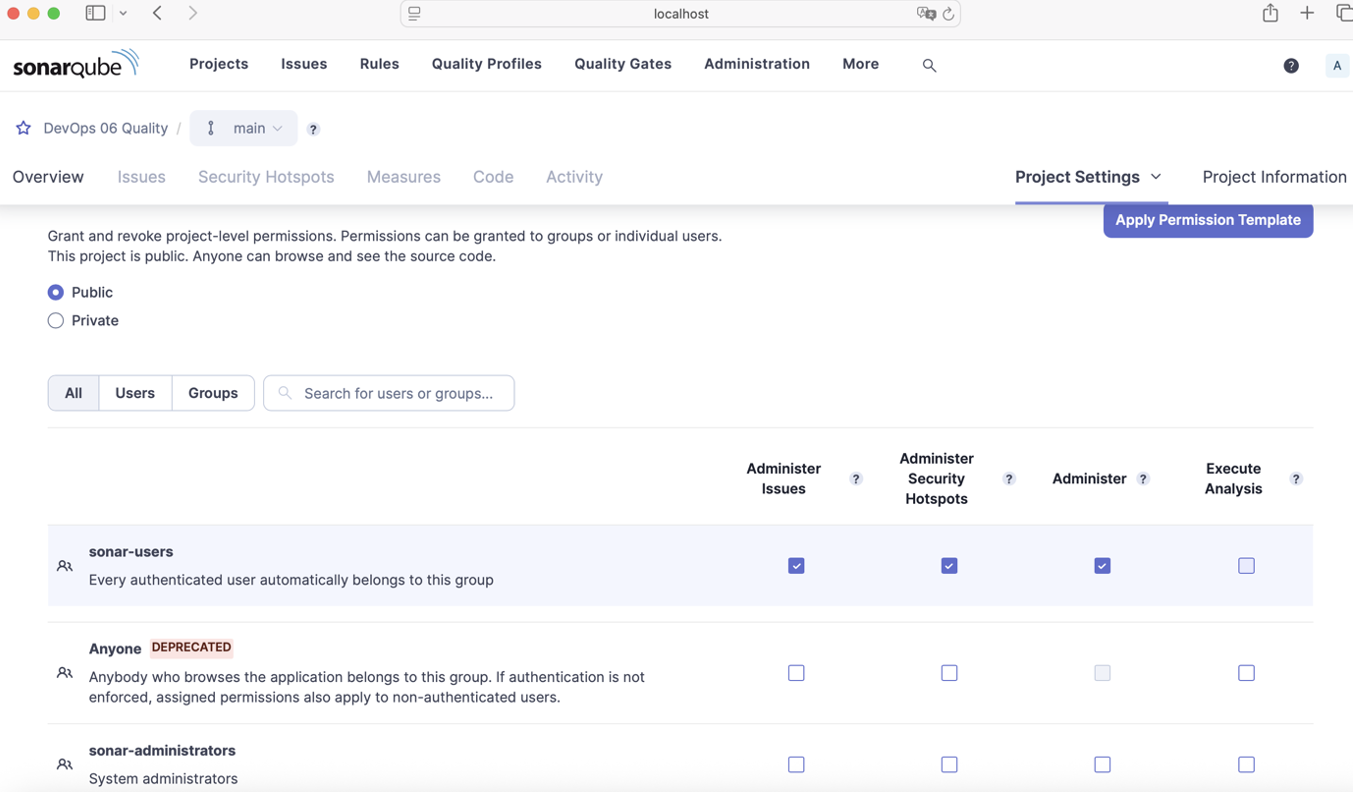 localhost
sonarqube
Projects Issues Rules Quality Profiles Quality Gates Administration More
?
A
DevOps 06 Quality / main ?
Overview Issues Security Hotspots Measures Code Activity Project Settings Project Information
Apply Permission Template
Grant and revoke project-level permissions. Permissions can be granted to groups or individual users.
This project is public. Anyone can browse and see the source code.
Public
Private
All Users Groups Search for users or groups...
Administer
Issues ?
Administer
Security
Hotspots ?
Administer ?
Execute
Analysis ?
sonar-users
Every authenticated user automatically belongs to this group
Anyone DEPRECATED
Anybody who browses the application belongs to this group. If authentication is not
enforced, assigned permissions also apply to non-authenticated users.
sonar-administrators
System administrators